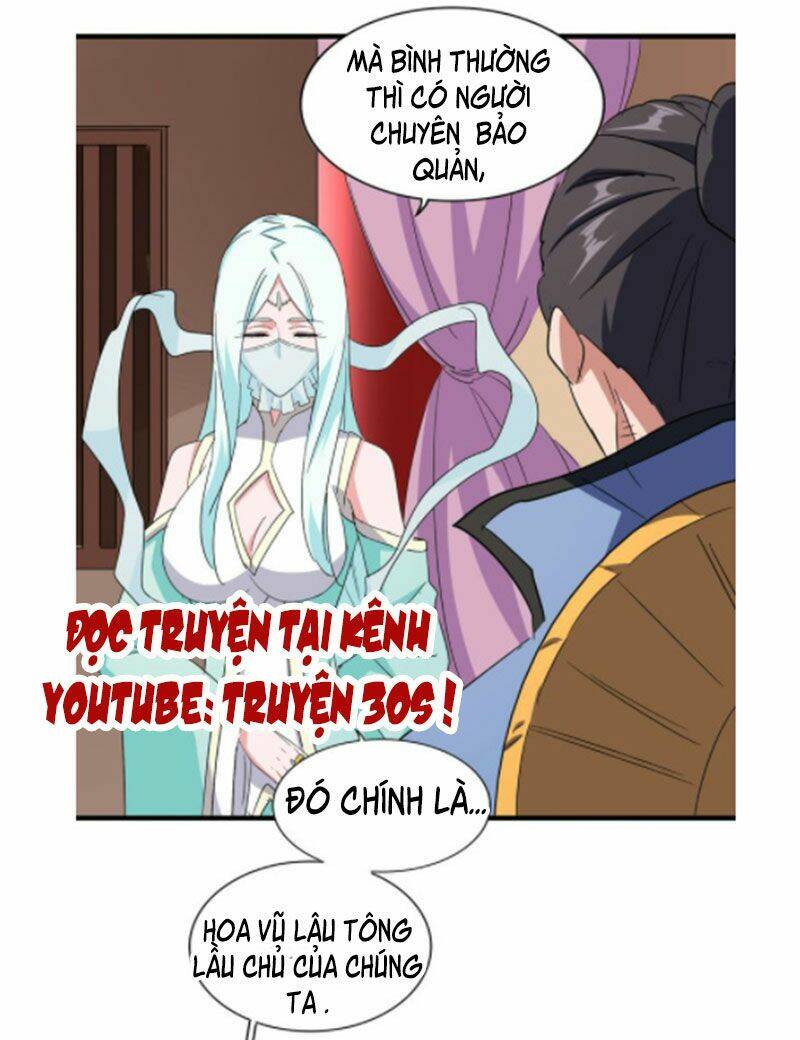 MÀ BÌNH THƯỜNG
THÌ CÓ NGƯỜI
CHUYÊN BẢO
QUẢN,
ĐỌC TRUYỆN TẠI KÊNH
YOUTUBE: TRUYỆN 30S!
ĐÓ CHÍNH LÀ...
HOA VŨ LÂU TÔNG
LẦU CHỦ CỦA CHÚNG
TA.